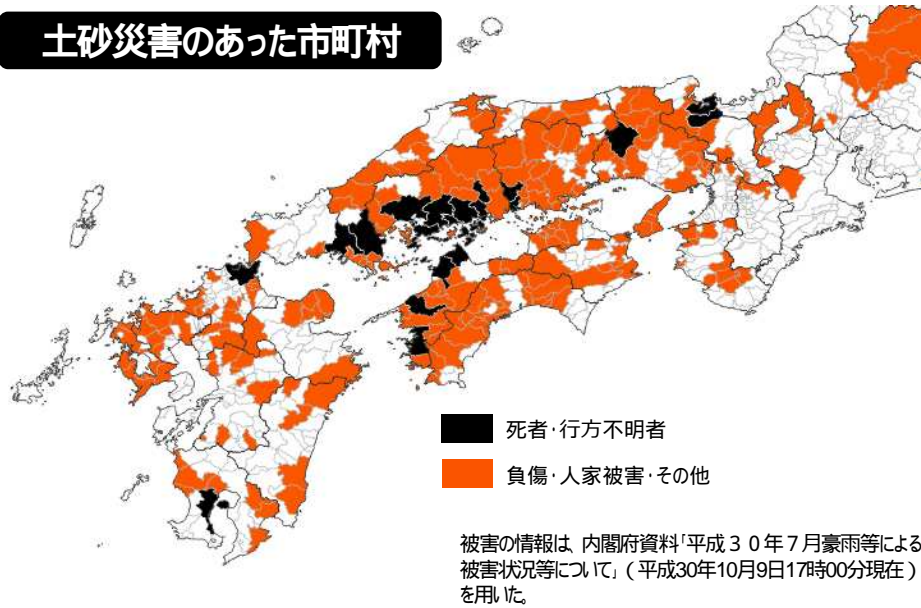 土砂災害のあった市町村
死者・行方不明者
負傷・人家被害・その他
被害の情報は、内閣府資料「平成３０年７月豪雨等による
被害状況等について」(平成30年10月9日17時00分現在)
を用いた。